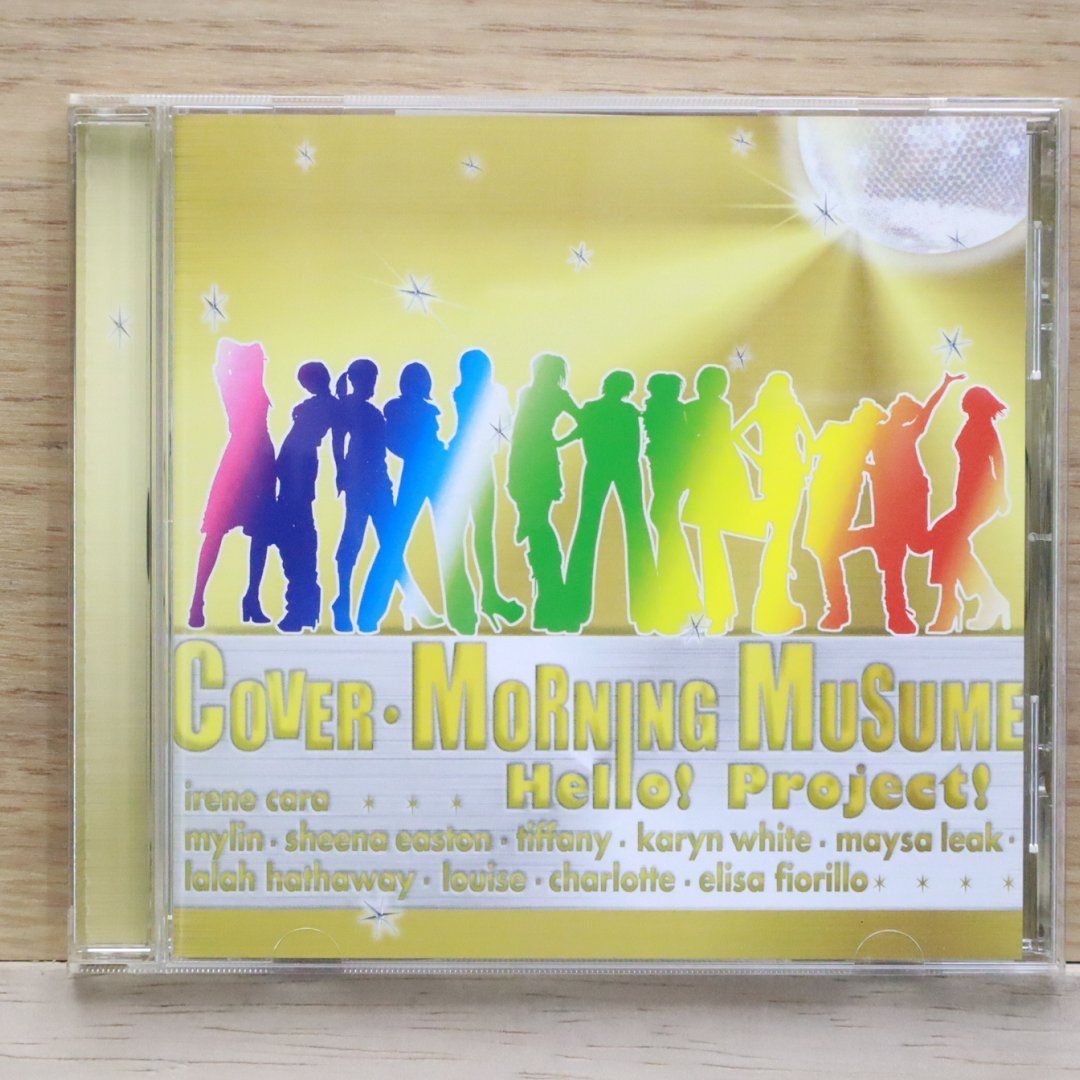 COVER·MORNING MUSUME
Hello! Project!
irene cara
mylin · sheena easton · tiffany · karyn white · maysa leak ·
lalah hathaway · louise · charlotte · elisa fiorillo